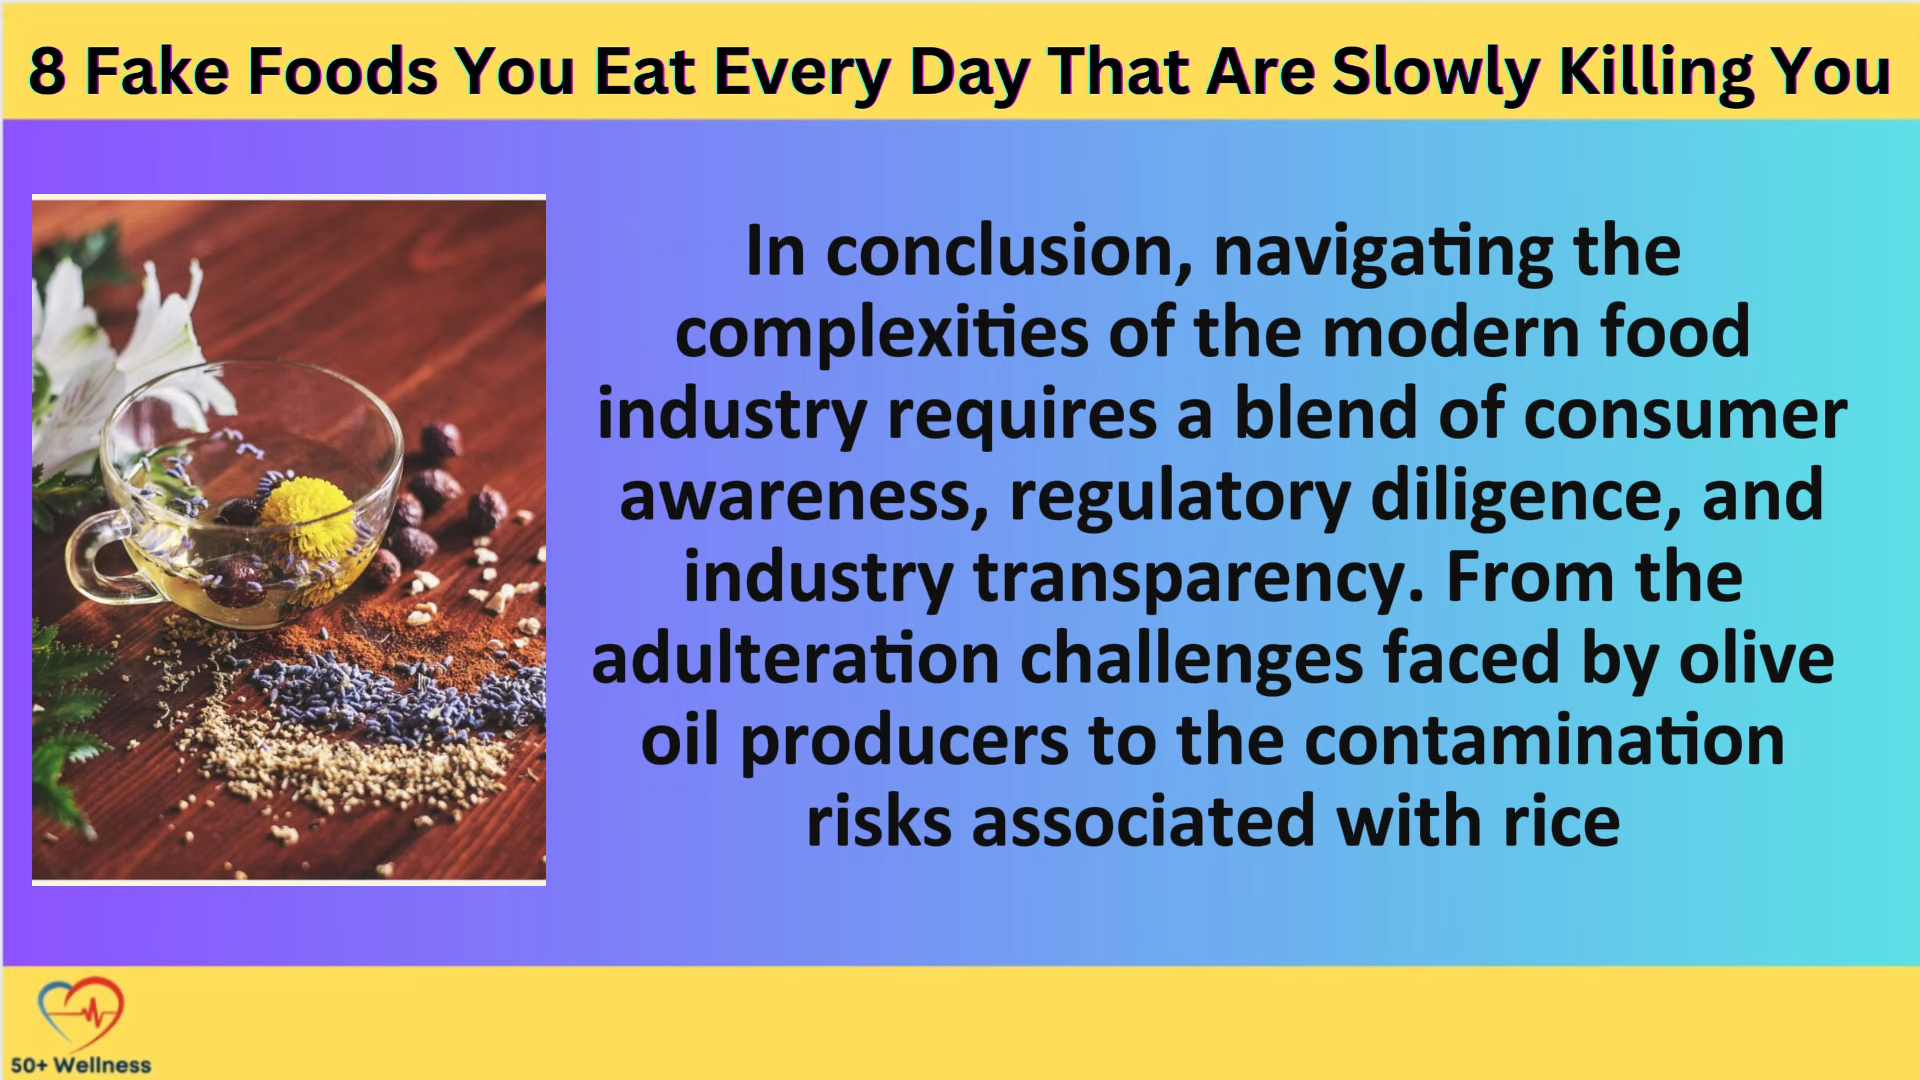 8 Fake Foods You Eat Every Day That Are Slowly Killing You
In conclusion, navigating the
complexities of the modern food
industry requires a blend of consumer
awareness, regulatory diligence, and
industry transparency. From the
adulteration challenges faced by olive
oil producers to the contamination
risks associated with rice
50+ Wellness